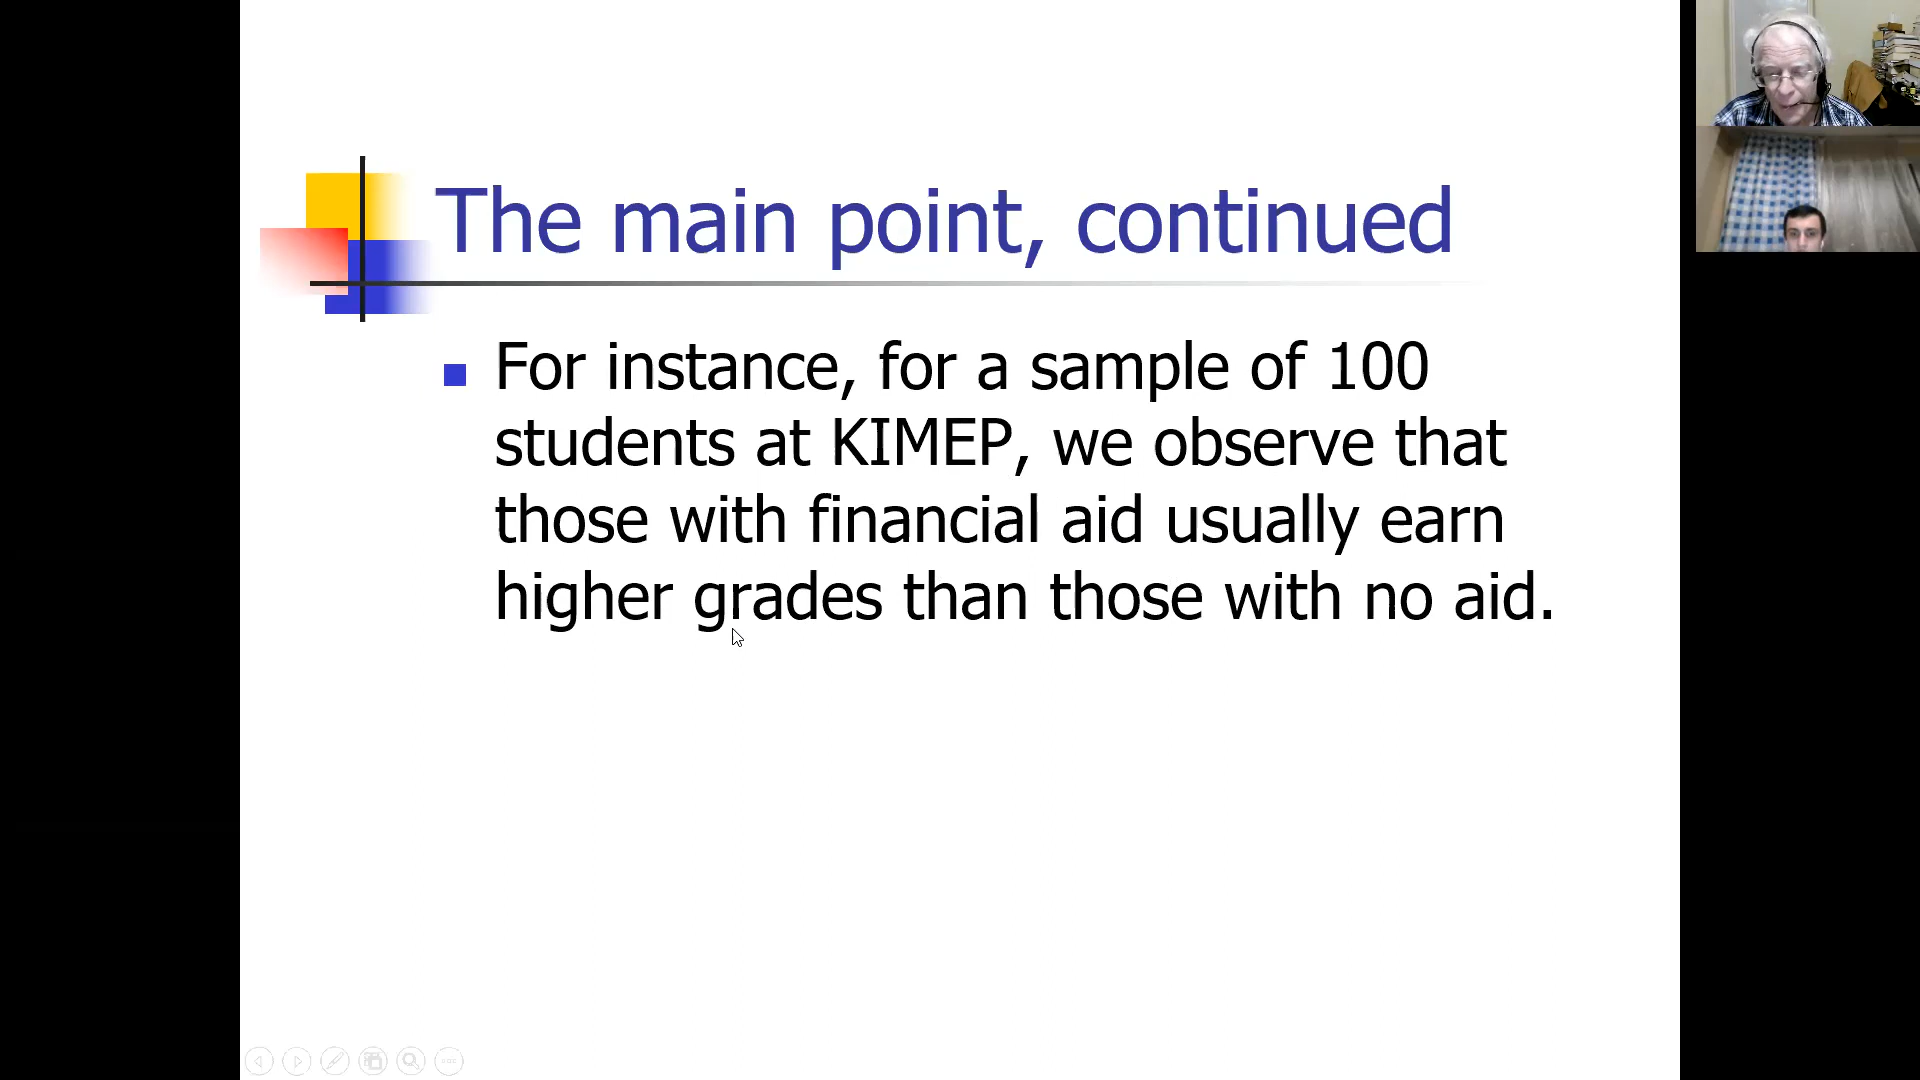 The main point, continued
For instance, for a sample of 100
students at KIMEP, we observe that
those with financial aid usually earn
higher grades than those with no aid.